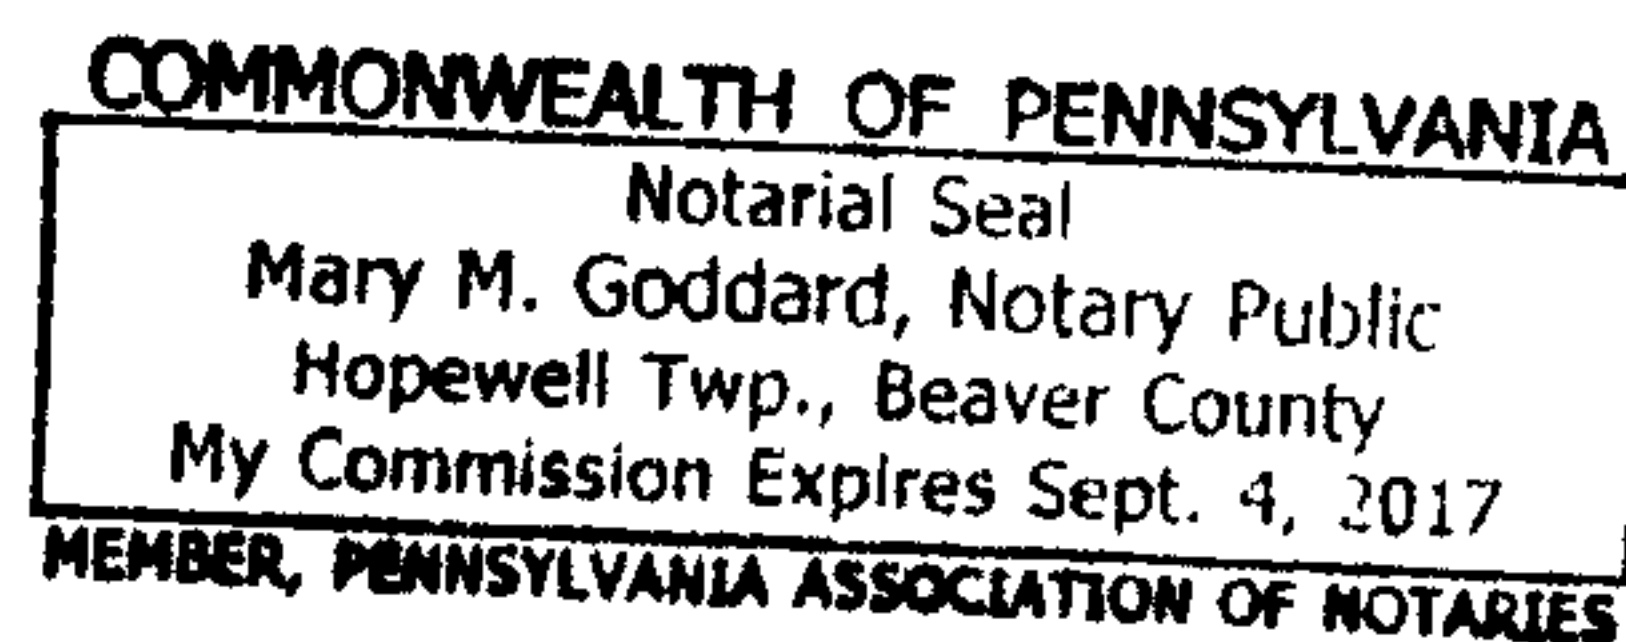 COMMONWEALTH OF PENNSYLVANIA
Notarial Seal
Mary M. Goddard, Notary Public
Hopewell Twp., Beaver County
My Commission Expires Sept. 4, 2017
MEMBER, PENNSYLVANIA ASSOCIATION OF NOTARIES